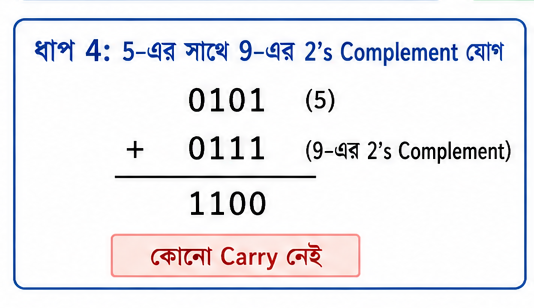 ধাপ 4: 5-এর সাথে 9-এর 2's Complement যোগ
0101 (5)
+ 0111 (9-এর 2's Complement)
1100
কোনো Carry নেই